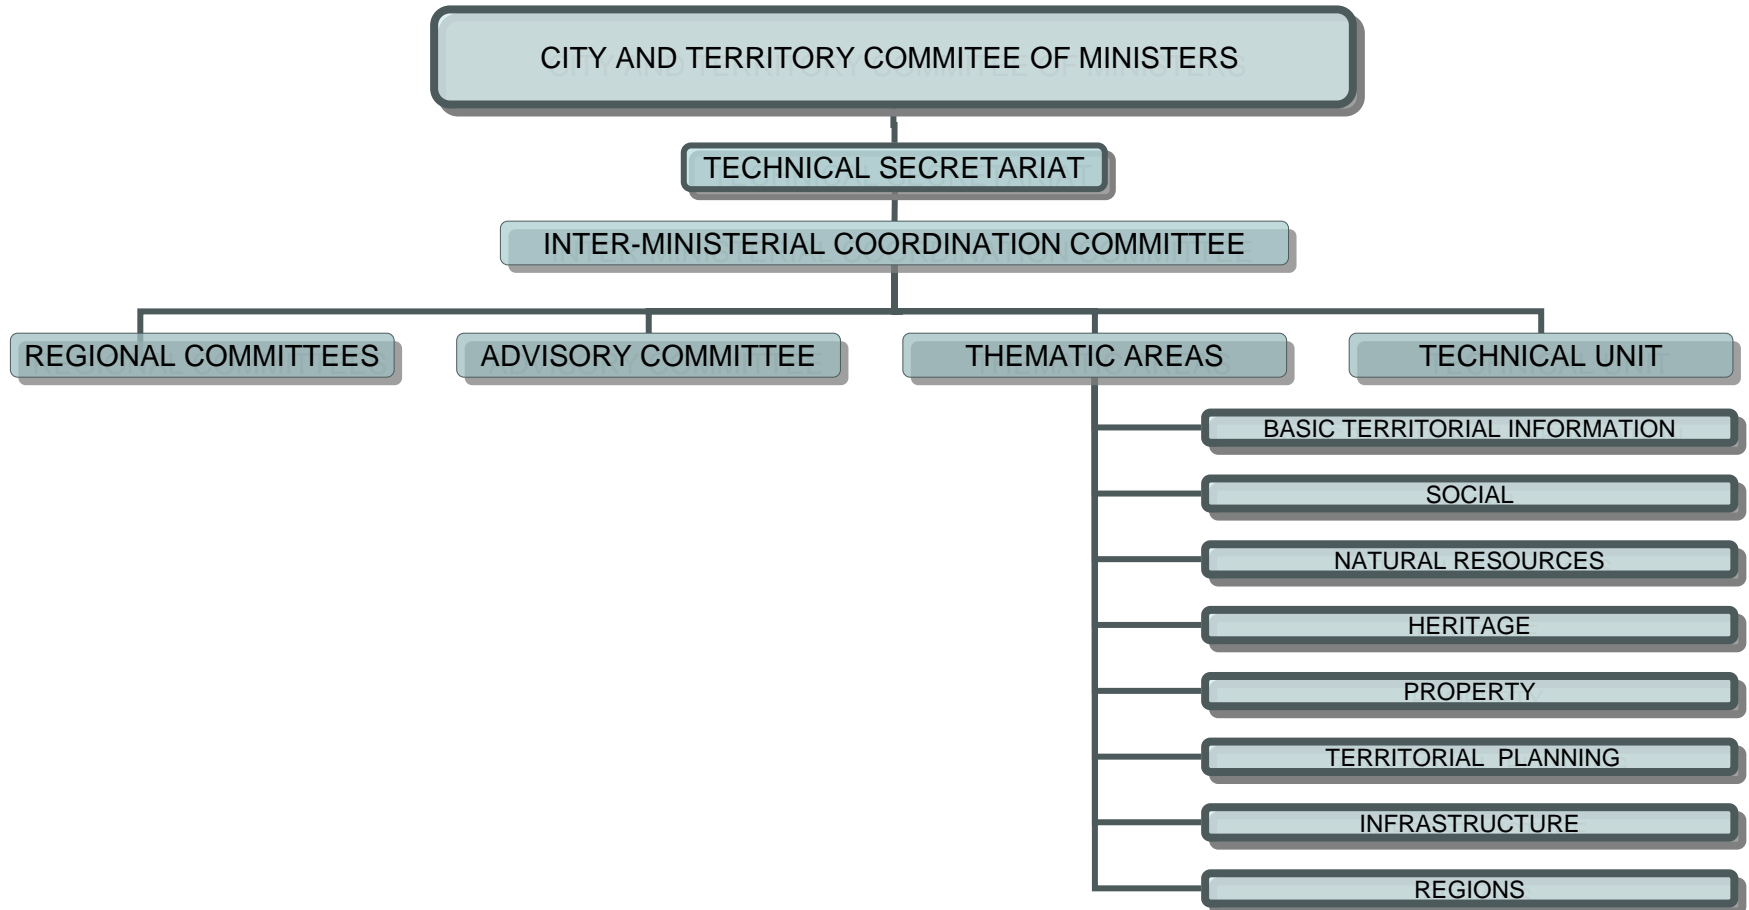 CITY AND TERRITORY COMMITEE OF MINISTERS
TECHNICAL SECRETARIAT
INTER-MINISTERIAL COORDINATION COMMITTEE
REGIONAL COMMITTEES
ADVISORY COMMITTEE
THEMATIC AREAS
TECHNICAL UNIT
BASIC TERRITORIAL INFORMATION
SOCIAL
NATURAL RESOURCES
HERITAGE
PROPERTY
TERRITORIAL PLANNING
INFRASTRUCTURE
REGIONS